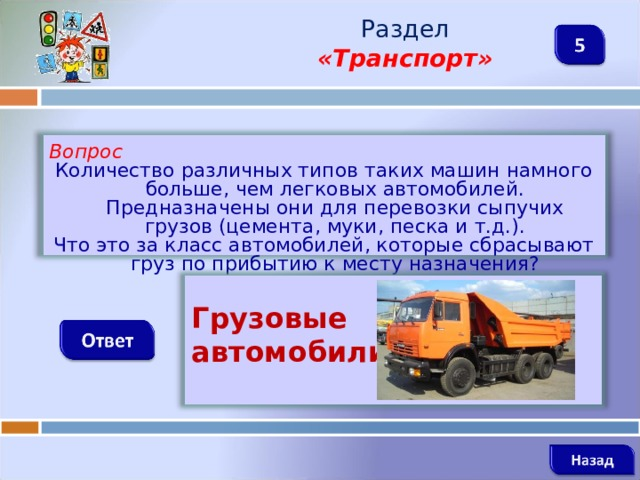 Раздел
«Транспорт»
5
Вопрос
Количество различных типов таких машин намного
больше, чем легковых автомобилей.
Предназначены они для перевозки сыпучих
грузов (цемента, муки, песка и т.д.).
Что это за класс автомобилей, которые сбрасывают
груз по прибытию к месту назначения?
Ответ
Грузовые
автомобили
Назад